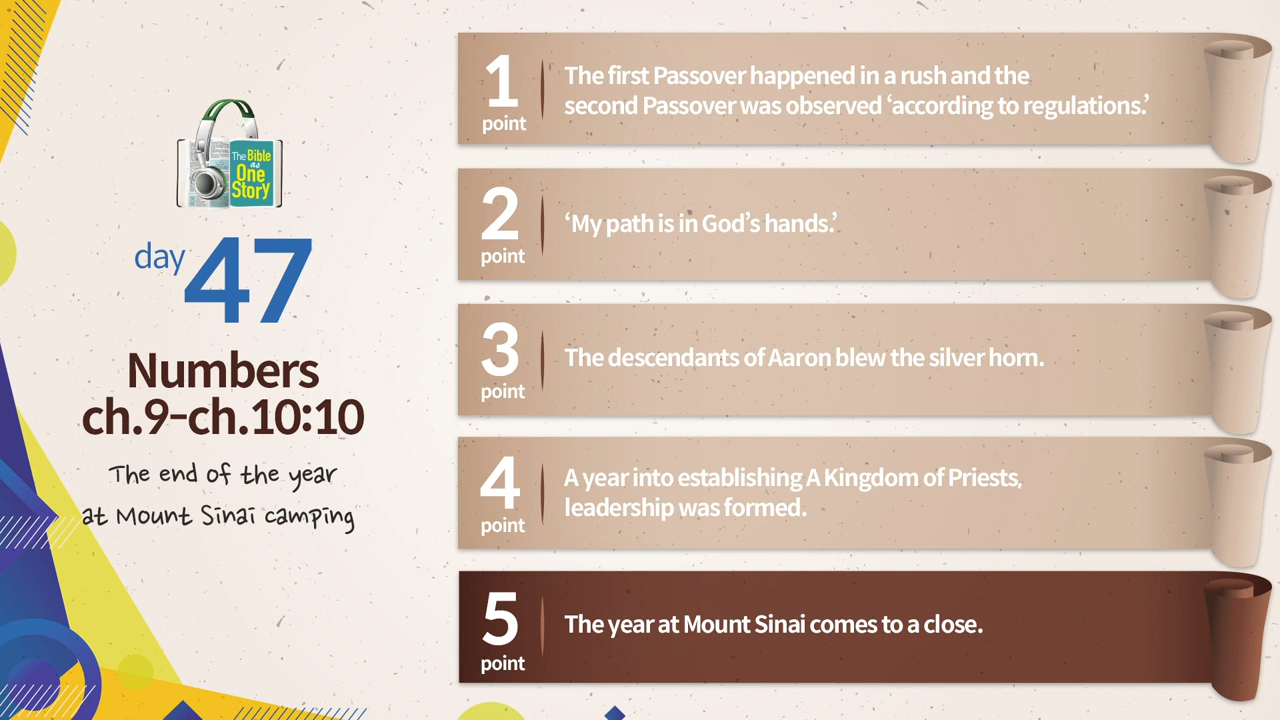 The Bible
as
One
Story
day 47
Numbers
ch.9-ch.10:10
The end of the year
at Mount Sinai camping
1
point
The first Passover happened in a rush and the
second Passover was observed ‘according to regulations.’
2
point
‘My path is in God’s hands.’
3
point
The descendants of Aaron blew the silver horn.
4
point
A year into establishing A Kingdom of Priests,
leadership was formed.
5
point
The year at Mount Sinai comes to a close.